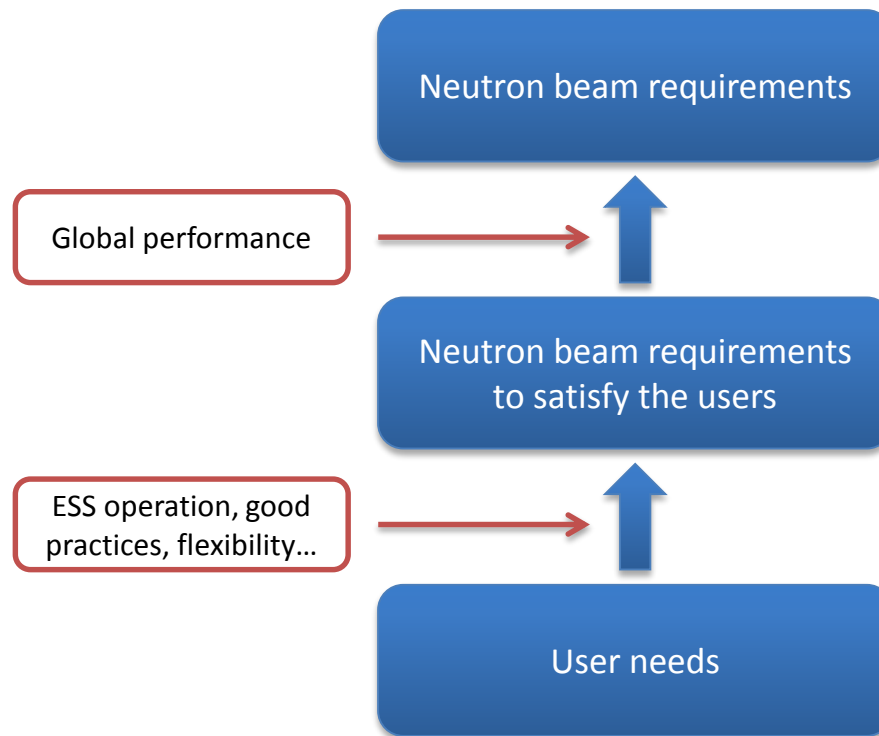 Neutron beam requirements
Global performance
Neutron beam requirements
to satisfy the users
ESS operation, good
practices, flexibility…
User needs